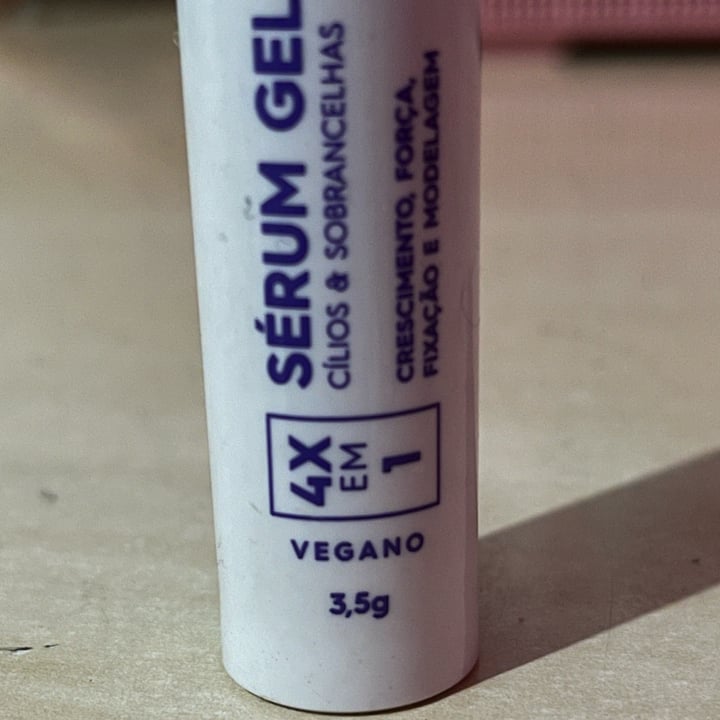 SÉRUM GEL
CÍLIOS & SOBRANCELHAS
CRESCIMENTO, FORÇA,
FIXAÇÃO E MODELAGEM
4X
EM
1
VEGANO
3,5g